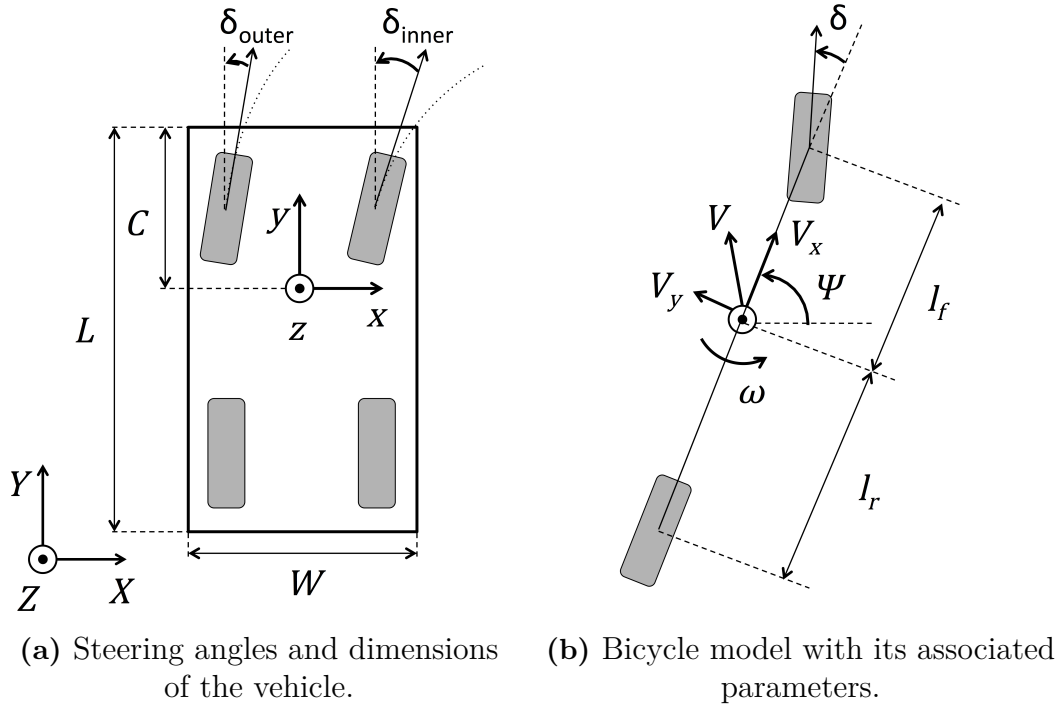 δouter
δinner
C
L
y
x
z
Y
X
Z
W
δ
V
Vx
Vy
Ψ
ω
lf
lr
(a) Steering angles and dimensions
of the vehicle.
(b) Bicycle model with its associated
parameters.